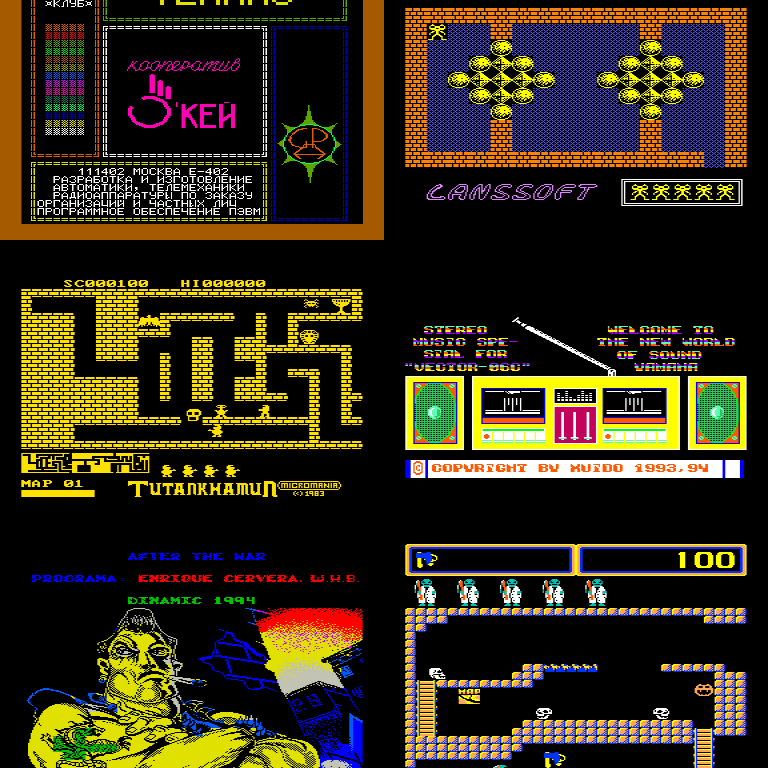 »КЛУБ»
кооператив
'КЕЙ
111402 МОСКВА Е-402
РАЗРАБОТКА И ИЗГОТОВЛЕНИЕ
АВТОМАТИКИ, ТЕЛЕМЕХАНИКИ
РАДИОАППАРАТУРЫ ПО ЗАКАЗУ
ОРГАНИЗАЦИЙ И ЧАСТНЫХ ЛИЦ
ПРОГРАММНОЕ ОБЕСПЕЧЕНИЕ ПЭВМ
LANSSOFT
SC000100 HI000000
MAP 01
TUTANKHAMUN
MICROMANIA
(C)1983
STEREO
MUSIC SPE-
SIAL FOR
"VECTOR-06C"
WELCOME TO
THE NEW WORLD
OF SOUND
YAMAHA
© COPYRIGHT BY XUIDO 1993,94
AFTER THE WAR
PROGRAMA: ENRIQUE CERVERA. W.H.B.
DINAMIC 1994
100
MAP